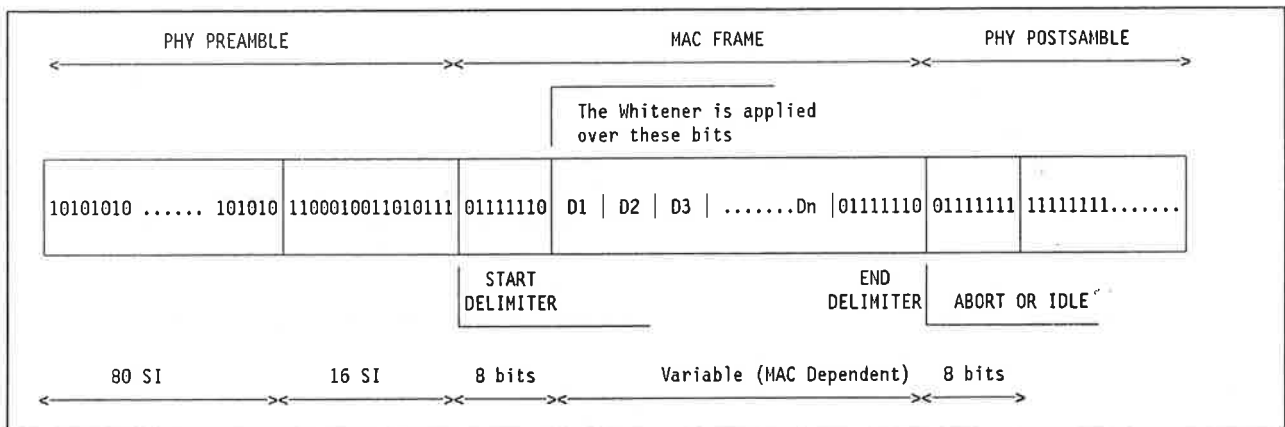 PHY PREAMBLE MAC FRAME PHY POSTSAMBLE
The Whitener is applied
over these bits
10101010 ...... 101010 1100010011010111 01111110 D1 | D2 | D3 | .......Dn |01111110 01111111 11111111.......
START END
DELIMITER DELIMITER ABORT OR IDLE
80 SI 16 SI 8 bits Variable (MAC Dependent) 8 bits